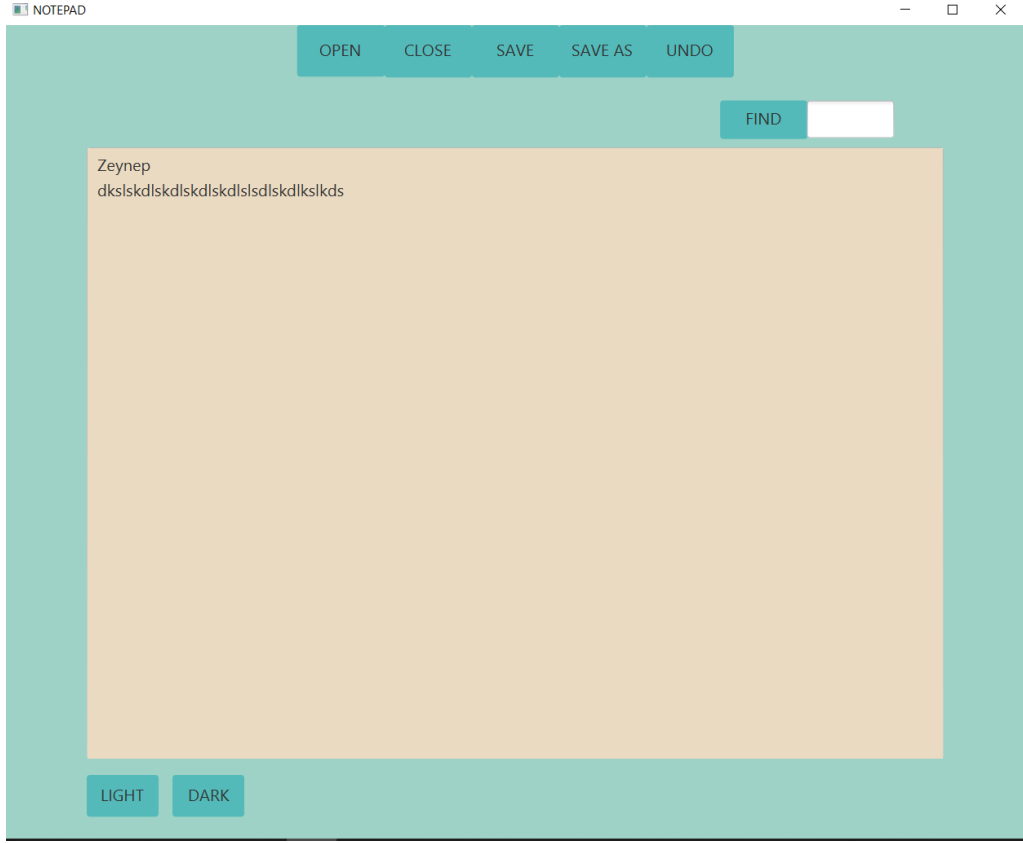 NOTEPAD
OPEN CLOSE SAVE SAVE AS UNDO
FIND
Zeynep
dkslskdlskdlskdlskdlslsdlskdlkslkds
LIGHT DARK